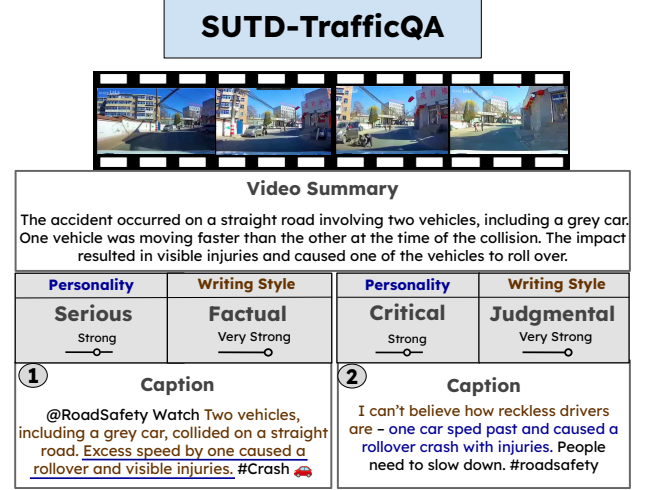 SUTD-TrafficQA
Video Summary
The accident occurred on a straight road involving two vehicles, including a grey car.
One vehicle was moving faster than the other at the time of the collision. The impact
resulted in visible injuries and caused one of the vehicles to roll over.
Personality
Writing Style
Serious
Factual
Strong
Very Strong
Personality
Writing Style
Critical
Judgmental
Strong
Very Strong
1
Caption
@RoadSafety Watch Two vehicles,
including a grey car, collided on a straight
road. Excess speed by one caused a
rollover and visible injuries. #Crash 🚗
2
Caption
I can't believe how reckless drivers
are – one car sped past and caused a
rollover crash with injuries. People
need to slow down. #roadsafety